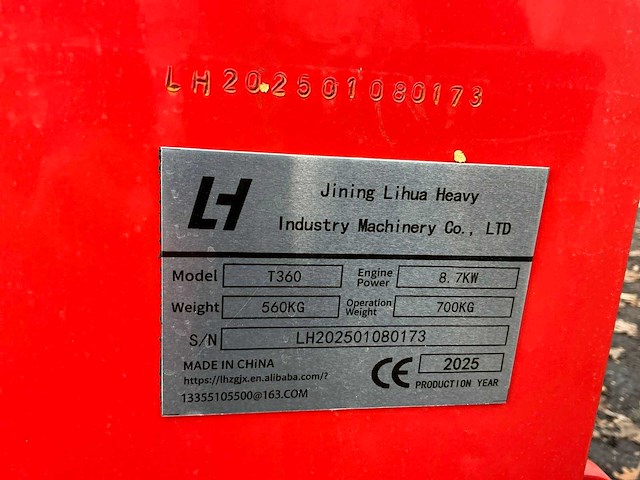 LH202501080173
LH
Jining Lihua Heavy
Industry Machinery Co., LTD
Model T360 Engine Power 8.7KW
Weight 560KG Operation Weight 700KG
S/N LH202501080173
MADE IN CHiNA
https://lhzgjx.en.alibaba.com/?
13355105500@163.COM
CE 2025
PRODUCTION YEAR